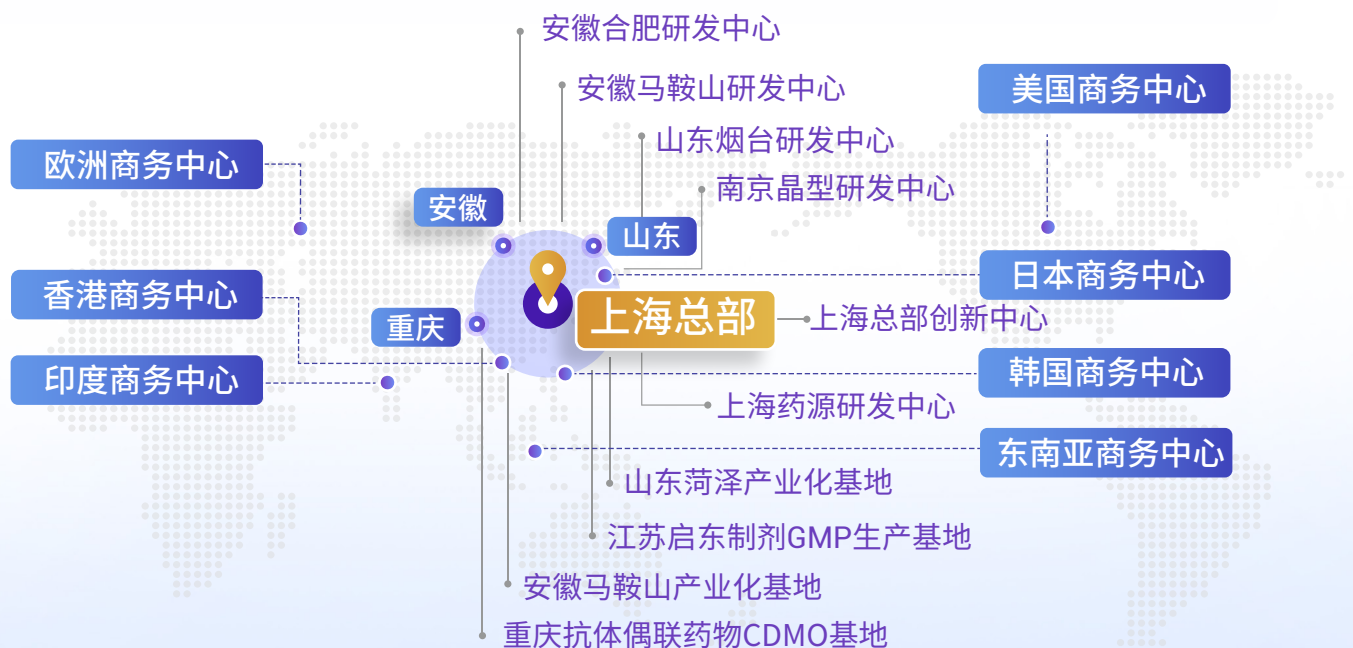 安徽合肥研发中心
安徽马鞍山研发中心
美国商务中心
山东烟台研发中心
欧洲商务中心
南京晶型研发中心
安徽
山东
日本商务中心
香港商务中心
上海总部
上海总部创新中心
重庆
韩国商务中心
印度商务中心
上海药源研发中心
东南亚商务中心
山东菏泽产业化基地
江苏启东制剂GMP生产基地
安徽马鞍山产业化基地
重庆抗体偶联药物CDMO基地